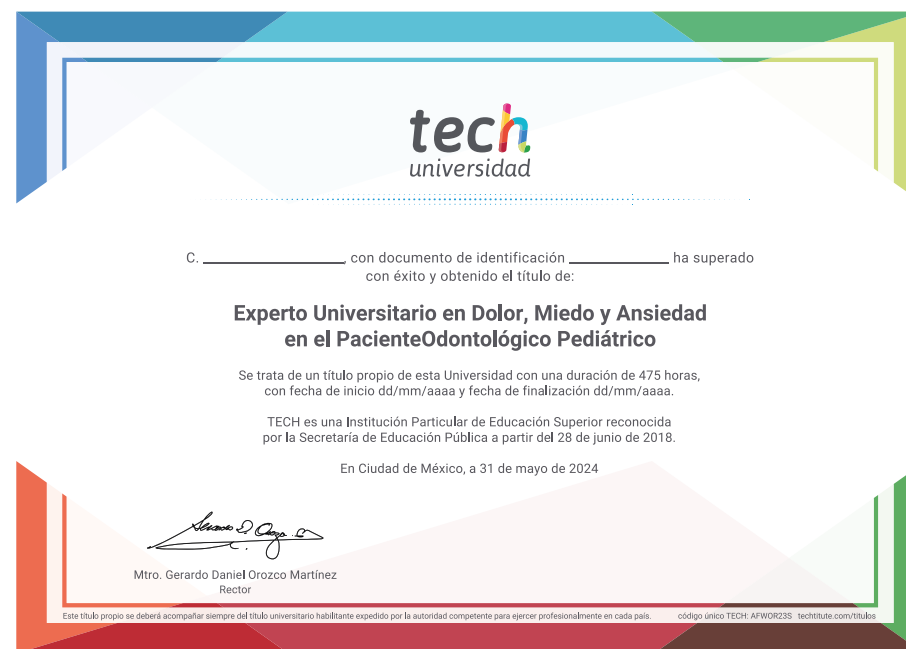 tech
universidad
C. ____________________, con documento de identificación ______________ ha superado
con éxito y obtenido el título de:
Experto Universitario en Dolor, Miedo y Ansiedad
en el PacienteOdontológico Pediátrico
Se trata de un título propio de esta Universidad con una duración de 475 horas,
con fecha de inicio dd/mm/aaaa y fecha de finalización dd/mm/aaaa.
TECH es una Institución Particular de Educación Superior reconocida
por la Secretaría de Educación Pública a partir del 28 de junio de 2018.
En Ciudad de México, a 31 de mayo de 2024
Mtro. Gerardo Daniel Orozco Martínez
Rector
Este título propio se deberá acompañar siempre del título universitario habilitante expedido por la autoridad competente para ejercer profesionalmente en cada país. código único TECH: AFWOR23S techtitute.com/titulos